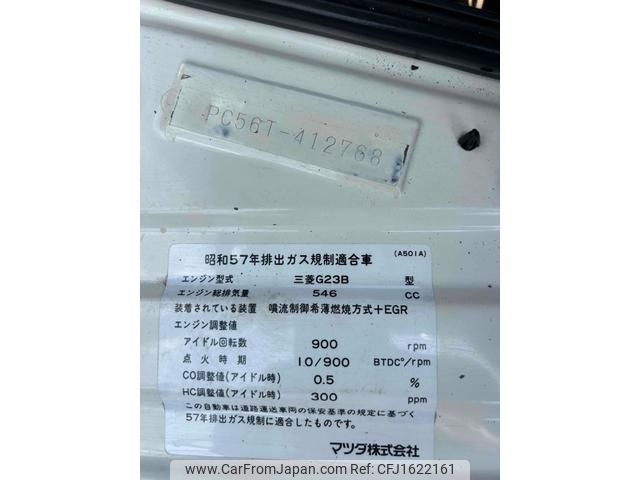 PC56T-412768
昭和57年排出ガス規制適合車 (A501A)
エンジン型式 三菱G23B 型
エンジン総排気量 546 CC
装着されている装置 噴流制御希薄燃焼方式+EGR
エンジン調整値
アイドル回転数 900 rpm
点火時期 10/900 BTDC°/rpm
CO調整値(アイドル時) 0.5 %
HC調整値(アイドル時) 300 ppm
この自動車は道路運送車両の保安基準の規定に基づく
57年排出ガス規制に適合したものです。
マツダ株式会社
© CarFromJapan.com - CFJ1622161